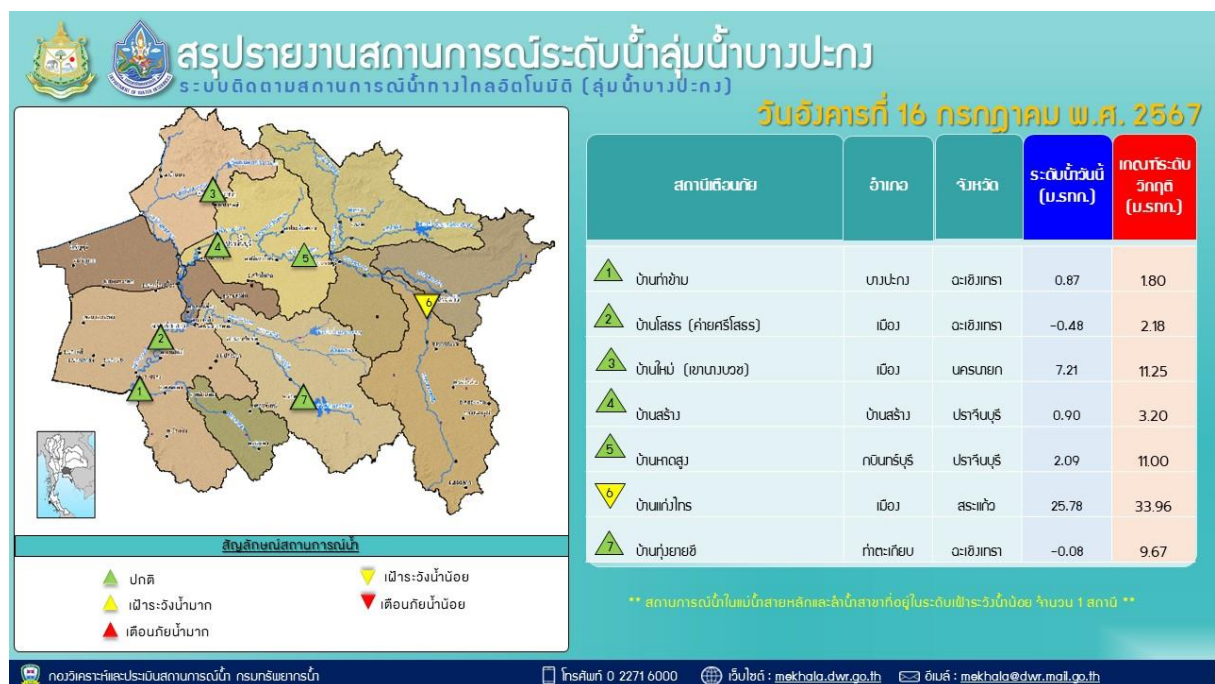 สรุปรายงานสถานการณ์ระดับน้ำลุ่มน้ำบางปะกง
ระบบติดตามสถานการณ์น้ำทางไกลอัตโนมัติ (ลุ่มน้ำบางปะกง)
วันอังคารที่ 16 กรกฎาคม พ.ศ. 2567
สถานีเตือนภัย อำเภอ จังหวัด ระดับน้ำวันนี้ (ม.รทก.) เกณฑ์ระดับวิกฤติ (ม.รทก.)
1 บ้านท่าข้าม บางปะกง ฉะเชิงเทรา 0.87 1.80
2 บ้านโสธร (ค่ายศรีโสธร) เมือง ฉะเชิงเทรา -0.48 2.18
3 บ้านใหม่ (เขานางบวช) เมือง นครนายก 7.21 11.25
4 บ้านสร้าง บ้านสร้าง ปราจีนบุรี 0.90 3.20
5 บ้านหาดสูง กบินทร์บุรี ปราจีนบุรี 2.09 11.00
6 บ้านแก่งไทร เมือง สระแก้ว 25.78 33.96
7 บ้านทุ่งยายชี ท่าตะเกียบ ฉะเชิงเทรา -0.08 9.67
** สถานการณ์น้ำในแม่น้ำสายหลักและลำน้ำสาขาที่อยู่ในระดับเฝ้าระวังน้ำน้อย จำนวน 1 สถานี **
3
4
5
6
2
1
7
สัญลักษณ์สถานการณ์น้ำ
ปกติ
เฝ้าระวังน้ำมาก
เตือนภัยน้ำมาก
เฝ้าระวังน้ำน้อย
เตือนภัยน้ำน้อย
กองวิเคราะห์และประเมินสถานการณ์น้ำ กรมทรัพยากรน้ำ
โทรศัพท์ 0 2271 6000
เว็บไซต์ : mekhala.dwr.go.th
อีเมล์ : mekhala@dwr.mail.go.th